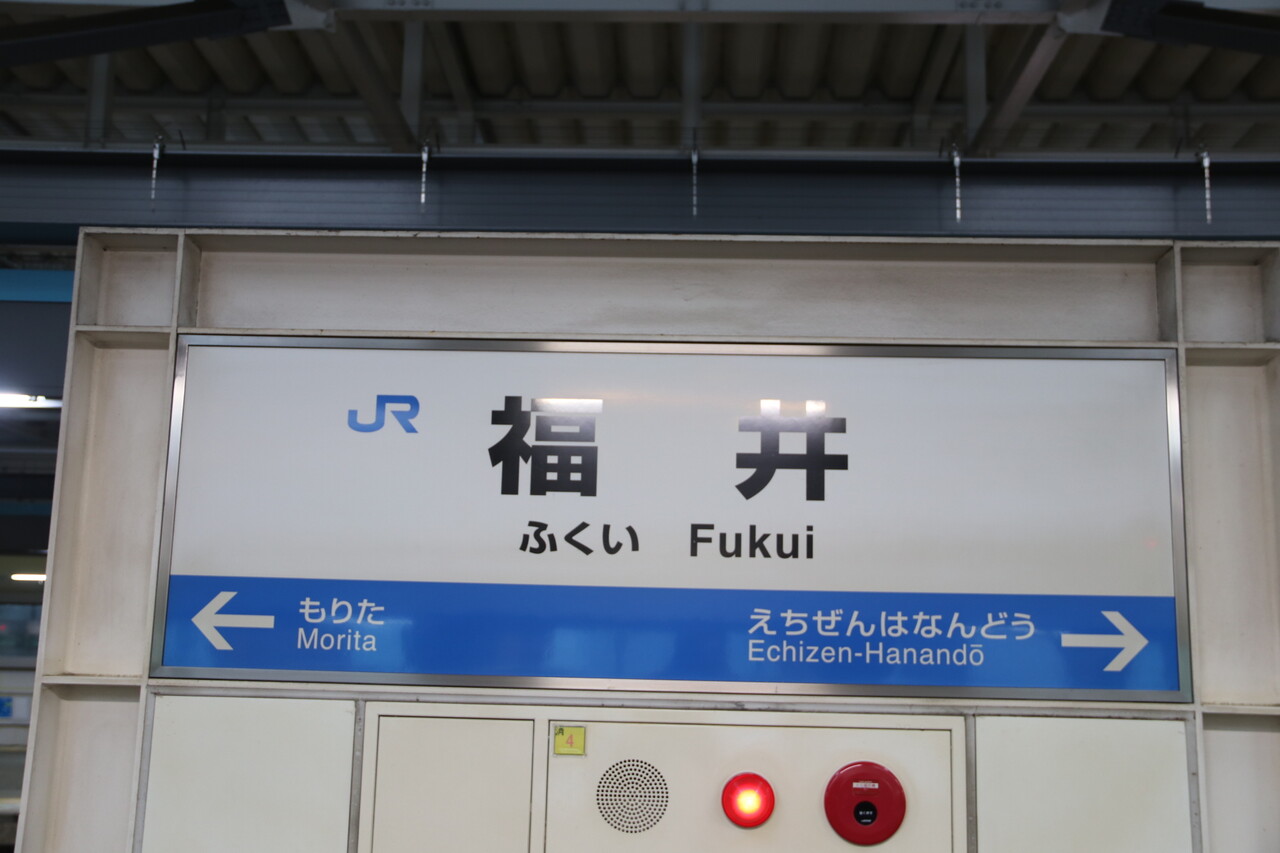 JR
福井
ふくい Fukui
もりた
Morita
えちぜんはなんどう
Echizen-Hanandō
4